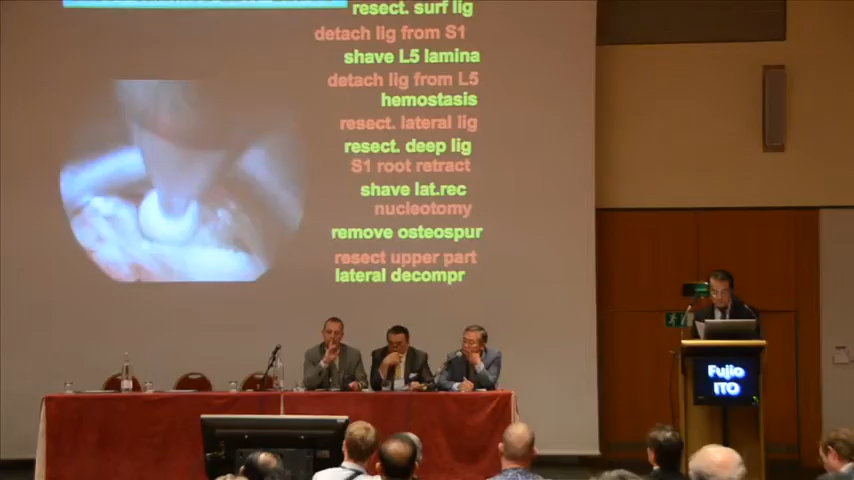 resect. surf lig
detach lig from S1
shave L5 lamina
detach lig from L5
hemostasis
resect. lateral lig
resect. deep lig
S1 root retract
shave lat.rec
nucleotomy
remove osteospur
resect upper part
lateral decompr
Fujio
ITO